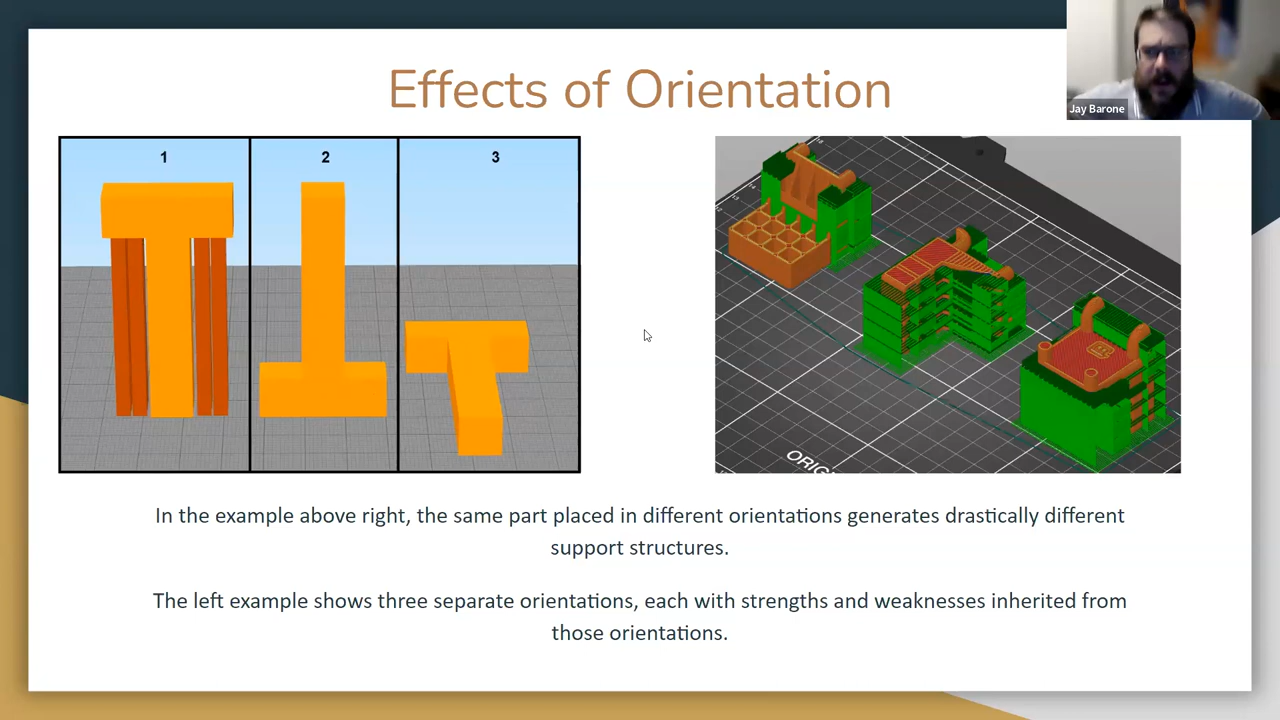 Effects of Orientation
Jay Barone
1
2
3
ORIG
In the example above right, the same part placed in different orientations generates drastically different
support structures.
The left example shows three separate orientations, each with strengths and weaknesses inherited from
those orientations.